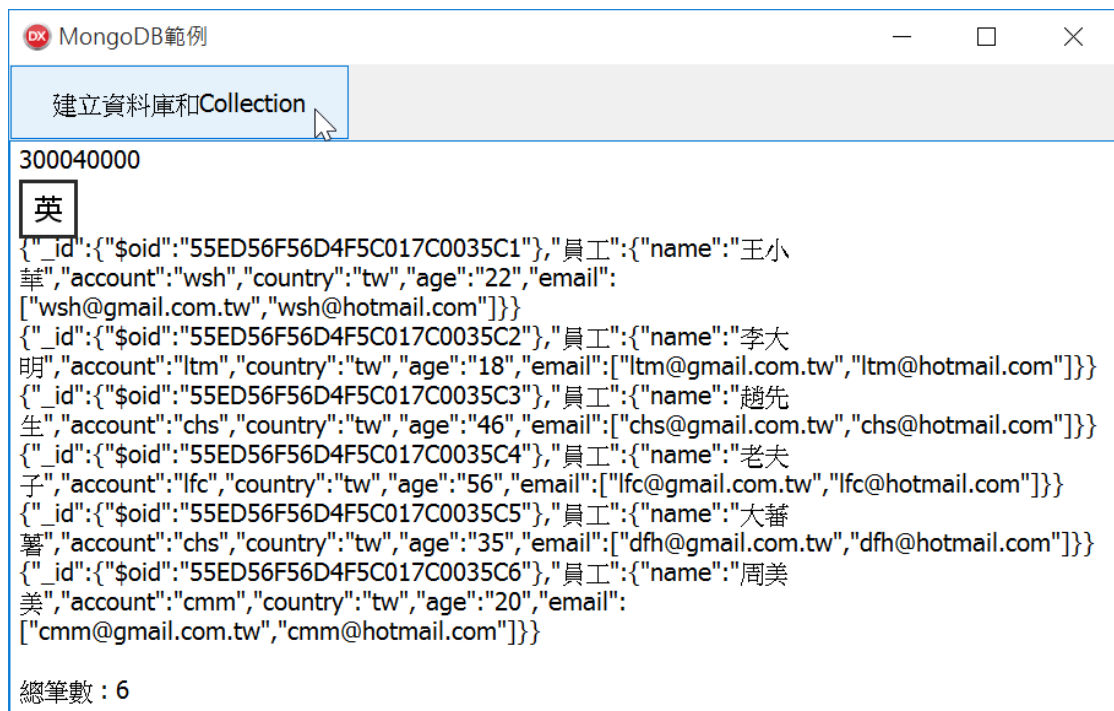 MongoDB範例
建立資料庫和Collection
300040000
英
{"_id":{"$oid":"55ED56F56D4F5C017C0035C1"},"員工":{"name":"王小
華","account":"wsh","country":"tw","age":"22","email":
["wsh@gmail.com.tw","wsh@hotmail.com"]}}
{"_id":{"$oid":"55ED56F56D4F5C017C0035C2"},"員工":{"name":"李大
明","account":"ltm","country":"tw","age":"18","email":["ltm@gmail.com.tw","ltm@hotmail.com"]}}
{"_id":{"$oid":"55ED56F56D4F5C017C0035C3"},"員工":{"name":"趙先
生","account":"chs","country":"tw","age":"46","email":["chs@gmail.com.tw","chs@hotmail.com"]}}
{"_id":{"$oid":"55ED56F56D4F5C017C0035C4"},"員工":{"name":"老夫
子","account":"lfc","country":"tw","age":"56","email":["lfc@gmail.com.tw","lfc@hotmail.com"]}}
{"_id":{"$oid":"55ED56F56D4F5C017C0035C5"},"員工":{"name":"大蕃
薯","account":"chs","country":"tw","age":"35","email":["dfh@gmail.com.tw","dfh@hotmail.com"]}}
{"_id":{"$oid":"55ED56F56D4F5C017C0035C6"},"員工":{"name":"周美
美","account":"cmm","country":"tw","age":"20","email":
["cmm@gmail.com.tw","cmm@hotmail.com"]}}
總筆數 : 6